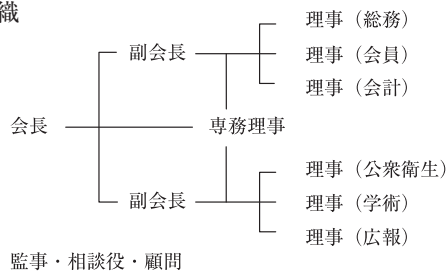 織
理事（総務）
副会長
理事（会員）
理事（会計）
会長
専務理事
理事（公衆衛生）
副会長
理事（学術）
理事（広報）
監事・相談役・顧問